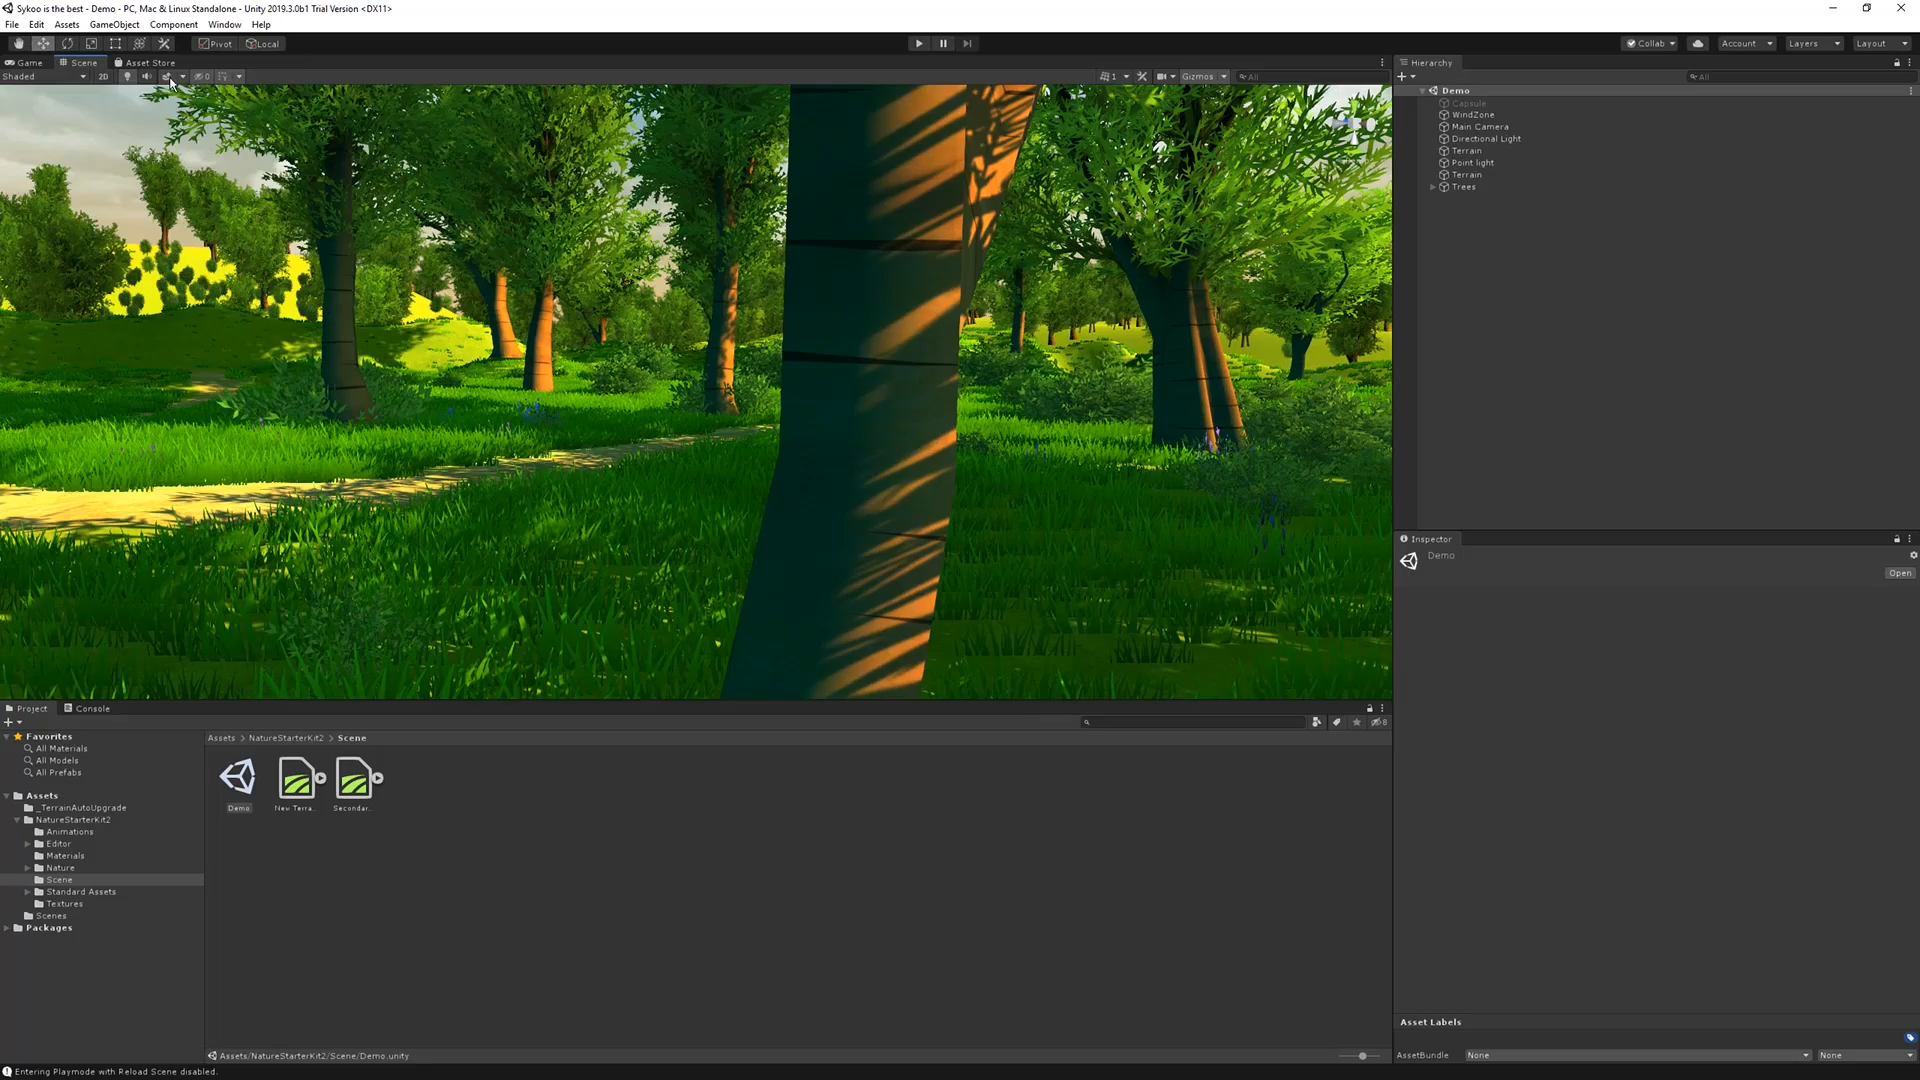 Sykoo is the best - Demo - PC, Mac & Linux Standalone - Unity 2019.3.0b1 Trial Version <DX11>
File Edit Assets GameObject Component Window Help
Pivot Local
Collab Account Layers Layout
Game Scene Asset Store
Shaded 2D 0 1 Gizmos All
Hierarchy
All
Demo
Capsule
WindZone
Main Camera
Directional Light
Terrain
Point light
Terrain
Trees
Inspector
Demo
Open
Project Console
8
Favorites
All Materials
All Models
All Prefabs
Assets
_TerrainAutoUpgrade
NatureStarterKit2
Animations
Editor
Materials
Nature
Scene
Standard Assets
Textures
Scenes
Packages
Assets > NatureStarterKit2 > Scene
Demo New Terra... Secondar...
Assets/NatureStarterKit2/Scene/Demo.unity
Asset Labels
AssetBundle None None
Entering Playmode with Reload Scene disabled.